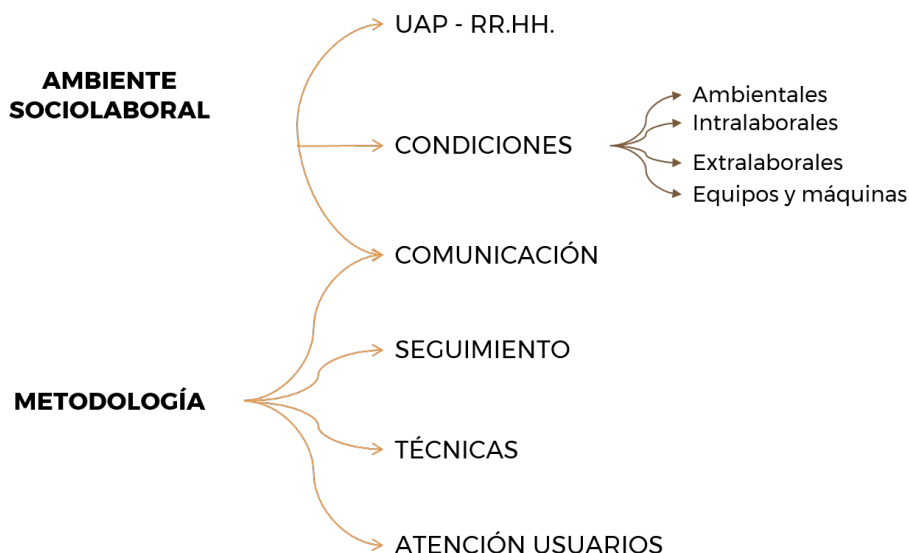 UAP - RR.HH.
AMBIENTE
SOCIOLABORAL
CONDICIONES
Ambientales
Intralaborales
Extralaborales
Equipos y máquinas
COMUNICACIÓN
SEGUIMIENTO
METODOLOGÍA
TÉCNICAS
ATENCIÓN USUARIOS